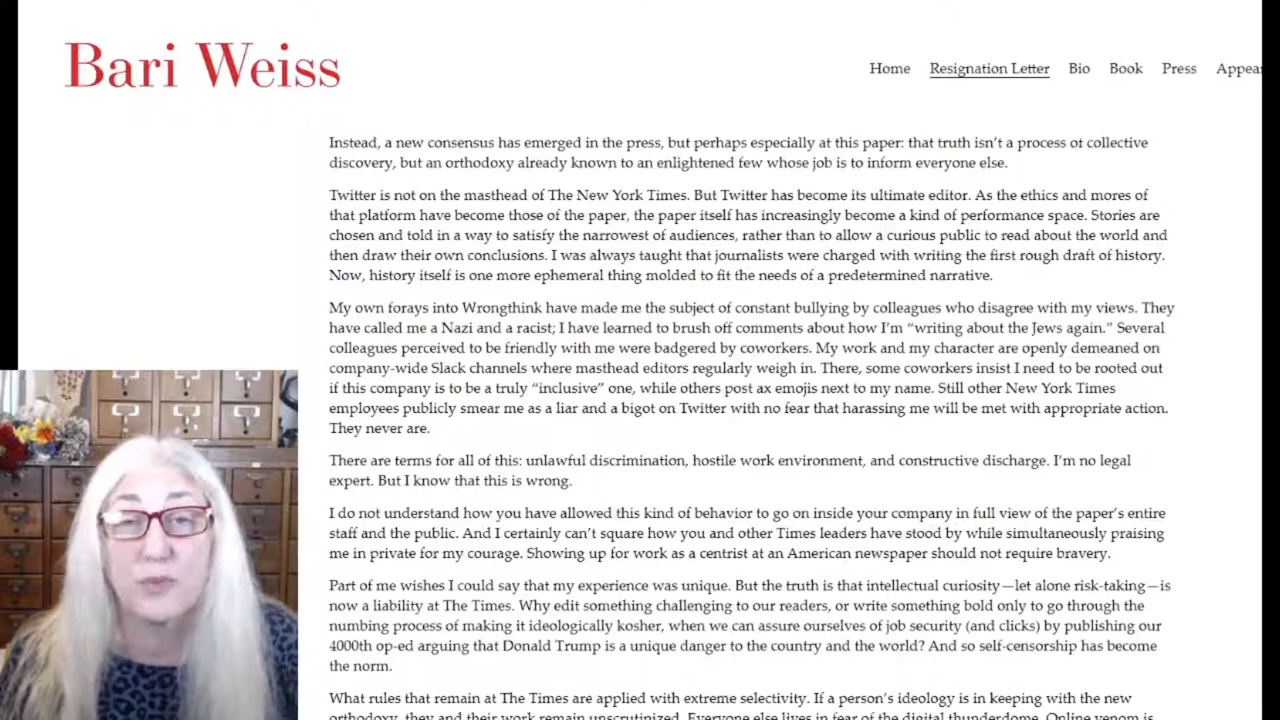 Bari Weiss
Home Resignation Letter Bio Book Press Appear
Instead, a new consensus has emerged in the press, but perhaps especially at this paper: that truth isn't a process of collective
discovery, but an orthodoxy already known to an enlightened few whose job is to inform everyone else.
Twitter is not on the masthead of The New York Times. But Twitter has become its ultimate editor. As the ethics and mores of
that platform have become those of the paper, the paper itself has increasingly become a kind of performance space. Stories are
chosen and told in a way to satisfy the narrowest of audiences, rather than to allow a curious public to read about the world and
then draw their own conclusions. I was always taught that journalists were charged with writing the first rough draft of history.
Now, history itself is one more ephemeral thing molded to fit the needs of a predetermined narrative.
My own forays into Wrongthink have made me the subject of constant bullying by colleagues who disagree with my views. They
have called me a Nazi and a racist; I have learned to brush off comments about how I'm “writing about the Jews again.” Several
colleagues perceived to be friendly with me were badgered by coworkers. My work and my character are openly demeaned on
company-wide Slack channels where masthead editors regularly weigh in. There, some coworkers insist I need to be rooted out
if this company is to be a truly “inclusive” one, while others post ax emojis next to my name. Still other New York Times
employees publicly smear me as a liar and a bigot on Twitter with no fear that harassing me will be met with appropriate action.
They never are.
There are terms for all of this: unlawful discrimination, hostile work environment, and constructive discharge. I'm no legal
expert. But I know that this is wrong.
I do not understand how you have allowed this kind of behavior to go on inside your company in full view of the paper's entire
staff and the public. And I certainly can't square how you and other Times leaders have stood by while simultaneously praising
me in private for my courage. Showing up for work as a centrist at an American newspaper should not require bravery.
Part of me wishes I could say that my experience was unique. But the truth is that intellectual curiosity—let alone risk-taking—is
now a liability at The Times. Why edit something challenging to our readers, or write something bold only to go through the
numbing process of making it ideologically kosher, when we can assure ourselves of job security (and clicks) by publishing our
4000th op-ed arguing that Donald Trump is a unique danger to the country and the world? And so self-censorship has become
the norm.
What rules that remain at The Times are applied with extreme selectivity. If a person's ideology is in keeping with the new
orthodoxy, they and their work remain unscrutinized. Everyone else lives in fear of the digital thunderdome. Online venom is